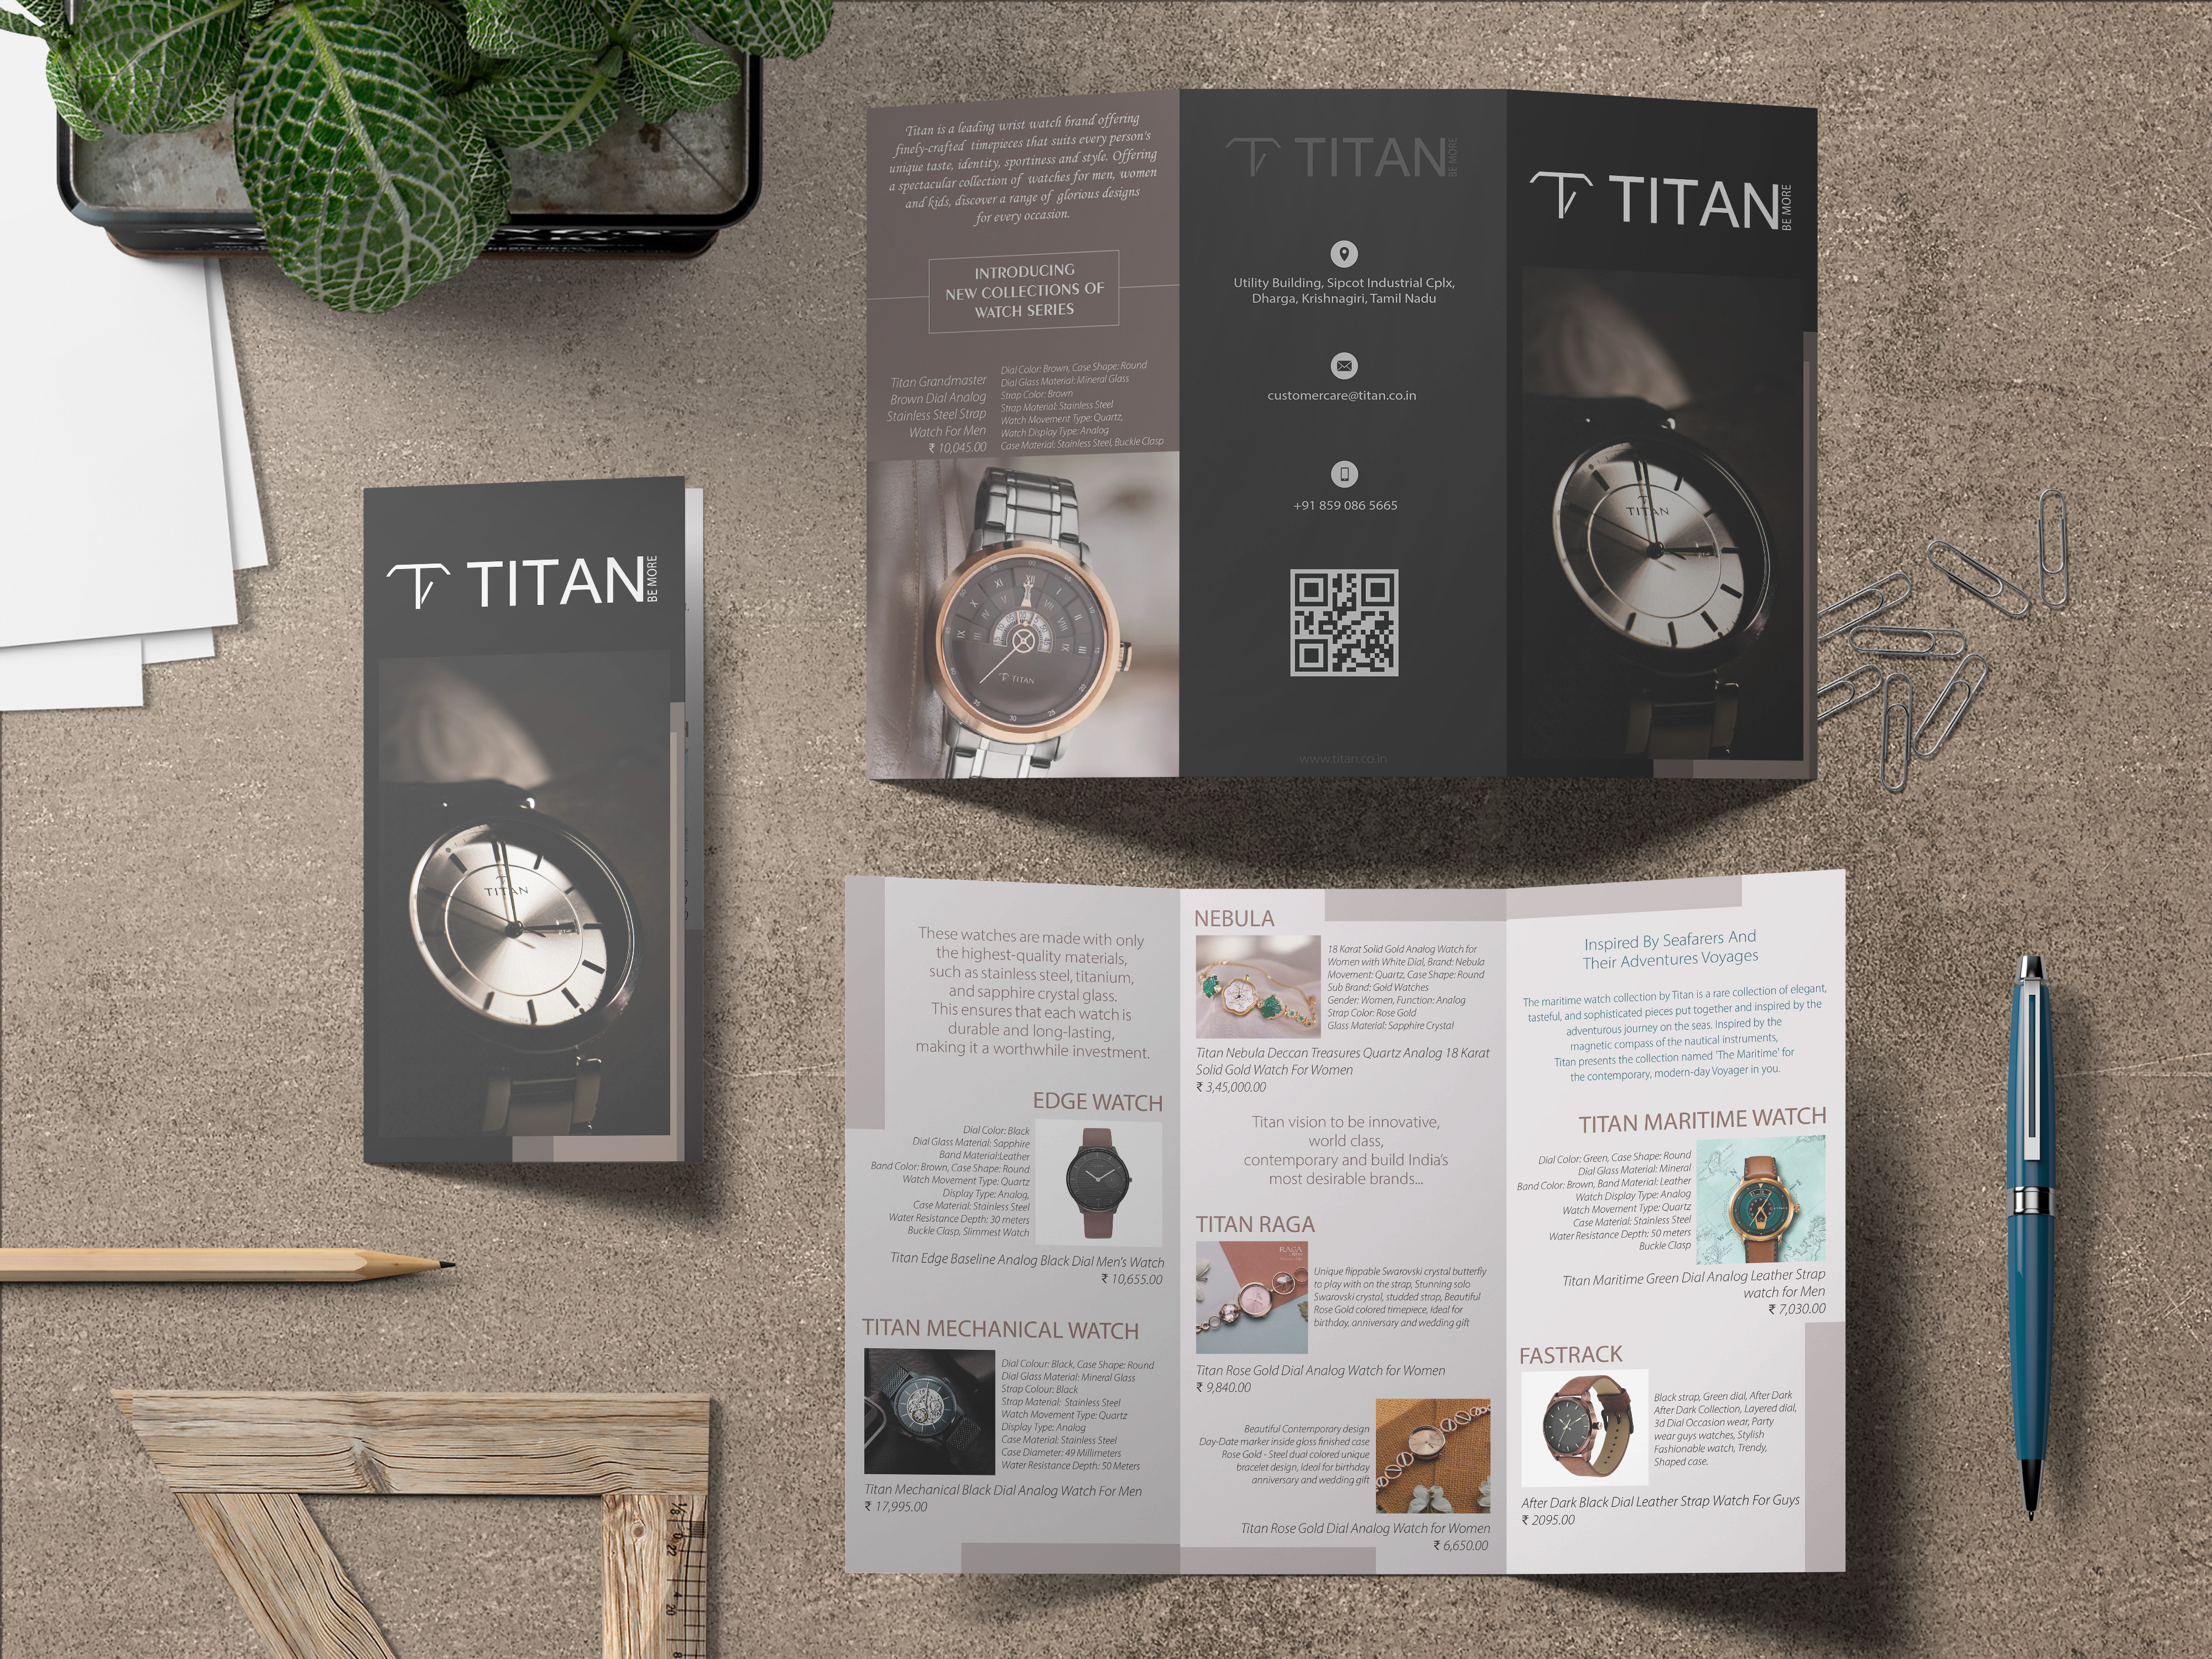 TITAN
BE MORE
TITAN
Titan is a leading wrist watch brand offering
finely-crafted timepieces that suits every person's
unique taste, identity, sportiness and style. Offering
a spectacular collection of watches for men, women
and kids, discover a range of glorious designs
for every occasion.
INTRODUCING
NEW COLLECTIONS OF
WATCH SERIES
Titan Grandmaster
Brown Dial Analog
Stainless Steel Strap
Watch For Men
₹ 10,045.00
Dial Color: Brown, Case Shape: Round
Dial Glass Material: Mineral Glass
Strap Color: Brown
Strap Material: Stainless Steel
Watch Movement Type: Quartz,
Watch Display Type: Analog
Case Material: Stainless Steel, Buckle Clasp
TITAN
TITAN
BE MORE
Utility Building, Sipcot Industrial Cplx,
Dharga, Krishnagiri, Tamil Nadu
customercare@titan.co.in
+91 859 086 5665
www.titan.co.in
TITAN
BE MORE
TITAN
These watches are made with only
the highest-quality materials,
such as stainless steel, titanium,
and sapphire crystal glass.
This ensures that each watch is
durable and long-lasting,
making it a worthwhile investment.
EDGE WATCH
Dial Color: Black
Dial Glass Material: Sapphire
Band Material:Leather
Band Color: Brown, Case Shape: Round
Watch Movement Type: Quartz
Display Type: Analog,
Case Material: Stainless Steel
Water Resistance Depth: 30 meters
Buckle Clasp, Slimmest Watch
Titan Edge Baseline Analog Black Dial Men's Watch
₹ 10,655.00
TITAN MECHANICAL WATCH
Dial Colour: Black, Case Shape: Round
Dial Glass Material: Mineral Glass
Strap Colour: Black
Strap Material: Stainless Steel
Watch Movement Type: Quartz
Display Type: Analog
Case Material: Stainless Steel
Case Diameter: 49 Millimeters
Water Resistance Depth: 50 Meters
Titan Mechanical Black Dial Analog Watch For Men
₹ 17,995.00
NEBULA
18 Karat Solid Gold Analog Watch for
Women with White Dial, Brand: Nebula
Movement: Quartz, Case Shape: Round
Sub Brand: Gold Watches
Gender: Women, Function: Analog
Strap Color: Rose Gold
Glass Material: Sapphire Crystal
Titan Nebula Deccan Treasures Quartz Analog 18 Karat
Solid Gold Watch For Women
₹ 3,45,000.00
Titan vision to be innovative,
world class,
contemporary and build India's
most desirable brands...
TITAN RAGA
RAGA
Unique flippable Swarovski crystal butterfly
to play with on the strap, Stunning solo
Swarovski crystal, studded strap, Beautiful
Rose Gold colored timepiece, Ideal for
birthday, anniversary and wedding gift
Titan Rose Gold Dial Analog Watch for Women
₹ 9,840.00
Beautiful Contemporary design
Day-Date marker inside gloss finished case
Rose Gold - Steel dual colored unique
bracelet design, Ideal for birthday
anniversary and wedding gift
Titan Rose Gold Dial Analog Watch for Women
₹ 6,650.00
Inspired By Seafarers And
Their Adventures Voyages
The maritime watch collection by Titan is a rare collection of elegant,
tasteful, and sophisticated pieces put together and inspired by the
adventurous journey on the seas. Inspired by the
magnetic compass of the nautical instruments,
Titan presents the collection named 'The Maritime' for
the contemporary, modern-day Voyager in you.
TITAN MARITIME WATCH
Dial Color: Green, Case Shape: Round
Dial Glass Material: Mineral
Band Color: Brown, Band Material: Leather
Watch Display Type: Analog
Watch Movement Type: Quartz
Case Material: Stainless Steel
Water Resistance Depth: 50 meters
Buckle Clasp
Titan Maritime Green Dial Analog Leather Strap
watch for Men
₹ 7,030.00
FASTRACK
Black strap, Green dial, After Dark
After Dark Collection, Layered dial,
3d Dial Occasion wear, Party
wear guys watches, Stylish
Fashionable watch, Trendy,
Shaped case.
After Dark Black Dial Leather Strap Watch For Guys
₹ 2095.00